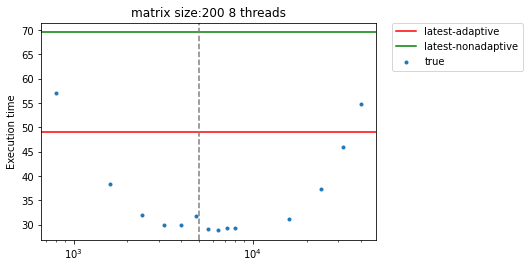 matrix size:200 8 threads
70
65
60
55
50
45
40
35
30
Execution time
10³
10⁴
latest-adaptive
latest-nonadaptive
true